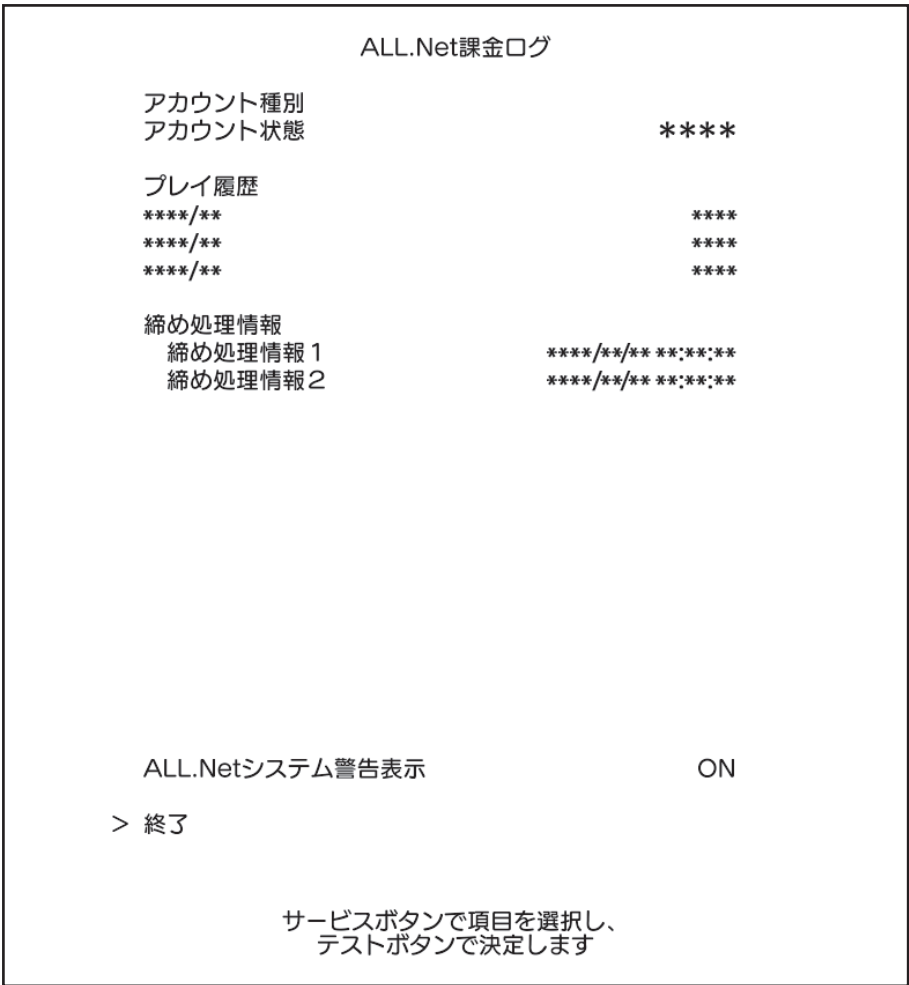 ALL.Net課金ログ
アカウント種別
アカウント状態 ****
プレイ履歴
****/** ****
****/** ****
****/** ****
締め処理情報
締め処理情報1 ****/**/** **:**:**
締め処理情報2 ****/**/** **:**:**
ALL.Netシステム警告表示 ON
> 終了
サービスボタンで項目を選択し、
テストボタンで決定します